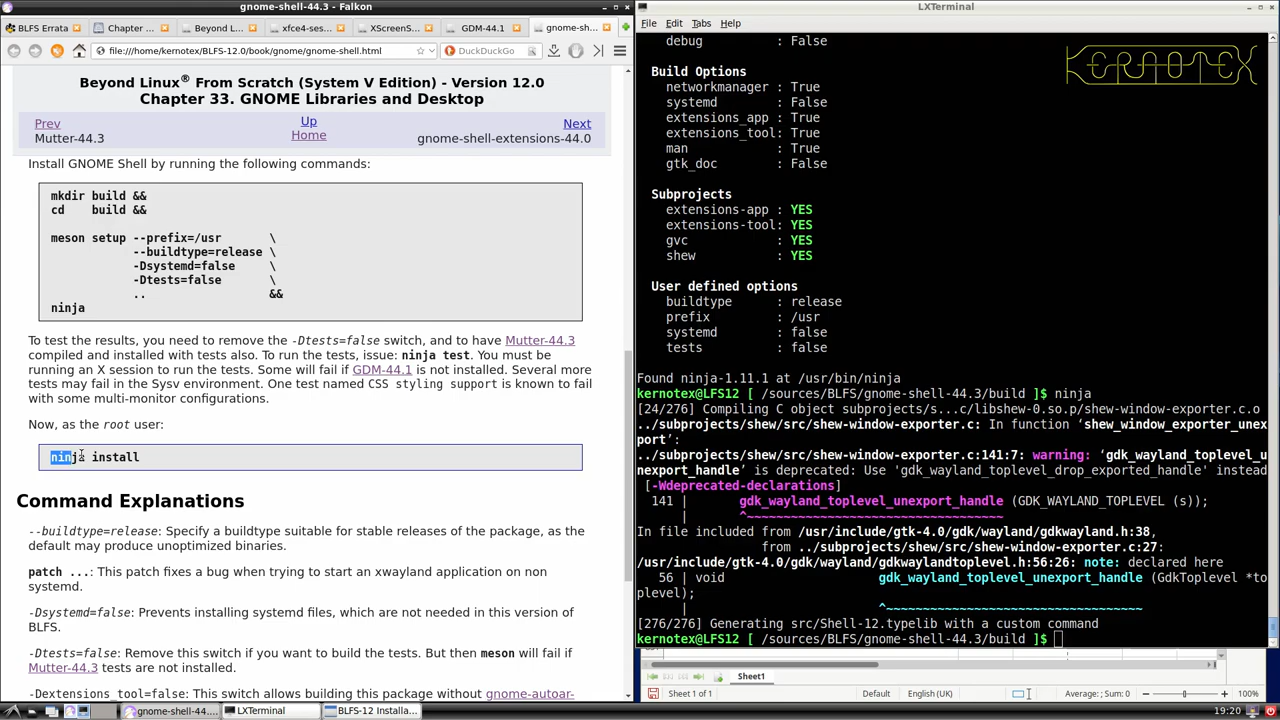 gnome-shell-44.3 - Falkon
BLFS Errata
Chapter ...
Beyond L...
xfce4-ses...
XScreenS...
GDM-44.1
gnome-sh...
file:///home/kernotex/BLFS-12.0/book/gnome/gnome-shell.html
DuckDuckGo
Beyond Linux® From Scratch (System V Edition) - Version 12.0
Chapter 33. GNOME Libraries and Desktop
Prev
Up
Next
Mutter-44.3
Home
gnome-shell-extensions-44.0
Install GNOME Shell by running the following commands:
mkdir build &&
cd    build &&
meson setup --prefix=/usr       \
--buildtype=release \
-Dsystemd=false     \
-Dtests=false       \
..                  &&
ninja
To test the results, you need to remove the -Dtests=false switch, and to have Mutter-44.3
compiled and installed with tests also. To run the tests, issue: ninja test. You must be
running an X session to run the tests. Some will fail if GDM-44.1 is
not installed. Several more
tests may fail in the Sysv environment. One test named CSS styling support is known to fail
with some multi-monitor configurations.
Now, as the root user:
ninja install
Command Explanations
--buildtype=release: Specify a buildtype suitable for stable releases of the package, as the
default may produce unoptimized binaries.
patch ...: This patch fixes a bug when trying to start an xwayland application on non
systemd.
-Dsystemd=false: Prevents installing systemd files, which are not needed in this version of
BLFS.
-Dtests=false: Remove this switch if you want to build the tests. But then meson will fail if
Mutter-44.3 tests are not installed.
-Dextensions_tool=false: This switch allows building this package without gnome-autoar-
LXTerminal
File Edit Tabs Help
KERNOTEX
debug           : False
Build Options
networkmanager : True
systemd        : False
extensions_app : True
extensions_tool: True
man            : True
gtk_doc        : False
Subprojects
extensions-app : YES
extensions-tool: YES
gvc            : YES
shew           : YES
User defined options
buildtype      : release
prefix         : /usr
systemd        : false
tests          : false
Found ninja-1.11.1 at /usr/bin/ninja
kernotex@LFS12 [ /sources/BLFS/gnome-shell-44.3/build ]$ ninja
[24/276] Compiling C object subprojects/s...c/libshew-0.so.p/shew-window-exporter.c.o
../subprojects/shew/src/shew-window-exporter.c: In function ‘shew_window_exporter_unex
port’:
../subprojects/shew/src/shew-window-exporter.c:141:7: warning: ‘gdk_wayland_toplevel_u
nexport_handle’ is deprecated: Use 'gdk_wayland_toplevel_drop_exported_handle' instead
[-Wdeprecated-declarations]
141 |       gdk_wayland_toplevel_unexport_handle (GDK_WAYLAND_TOPLEVEL (s));
|       ^~~~~~~~~~~~~~~~~~~~~~~~~~~~~~~~~~~~
In file included from /usr/include/gtk-4.0/gdk/wayland/gdkwayland.h:38,
from ../subprojects/shew/src/shew-window-exporter.c:27:
/usr/include/gtk-4.0/gdk/wayland/gdkwaylandtoplevel.h:56:26: note: declared here
56 | void                     gdk_wayland_toplevel_unexport_handle (GdkToplevel *to
plevel);
|                          ^~~~~~~~~~~~~~~~~~~~~~~~~~~~~~~~~~~~
[276/276] Generating src/Shell-12.typelib with a custom command
kernotex@LFS12 [ /sources/BLFS/gnome-shell-44.3/build ]$
Sheet1
Sheet 1 of 1
Default
English (UK)
Average: ; Sum: 0
100%
gnome-shell-44....
LXTerminal
BLFS-12 Installa...
19:20